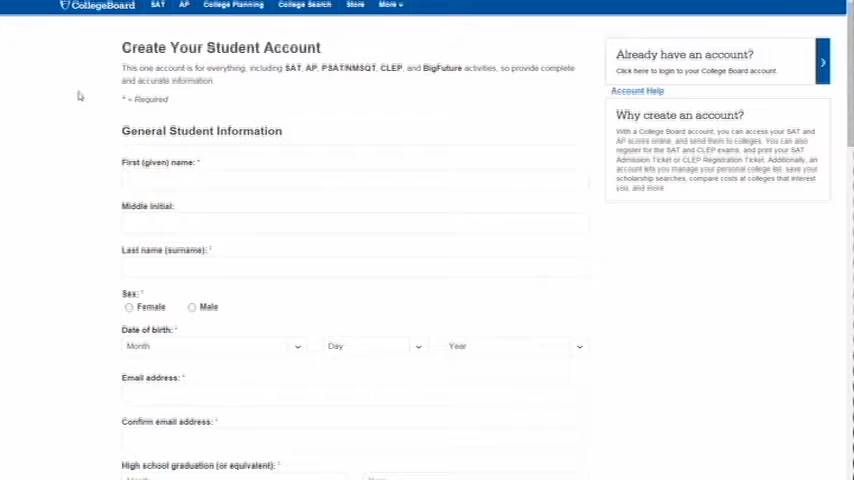 CollegeBoard SAT AP College Planning College Search Store More
Create Your Student Account
This one account is for everything, including SAT, AP, PSAT/NMSQT, CLEP, and BigFuture activities, so provide complete
and accurate information.
* = Required
General Student Information
First (given) name: *
Middle initial:
Last name (surname): *
Sex: *
Female Male
Date of birth: *
Month Day Year
Email address: *
Confirm email address: *
High school graduation (or equivalent): *
Month Year
Already have an account?
Click here to login to your College Board account.
Account Help
Why create an account?
With a College Board account, you can access your SAT and
AP scores online, and send them to colleges. You can also
register for the SAT and CLEP exams, and print your SAT
Admission Ticket or CLEP Registration Ticket. Additionally, an
account lets you manage your personal college list, save your
scholarship searches, compare costs at colleges that interest
you, and more.